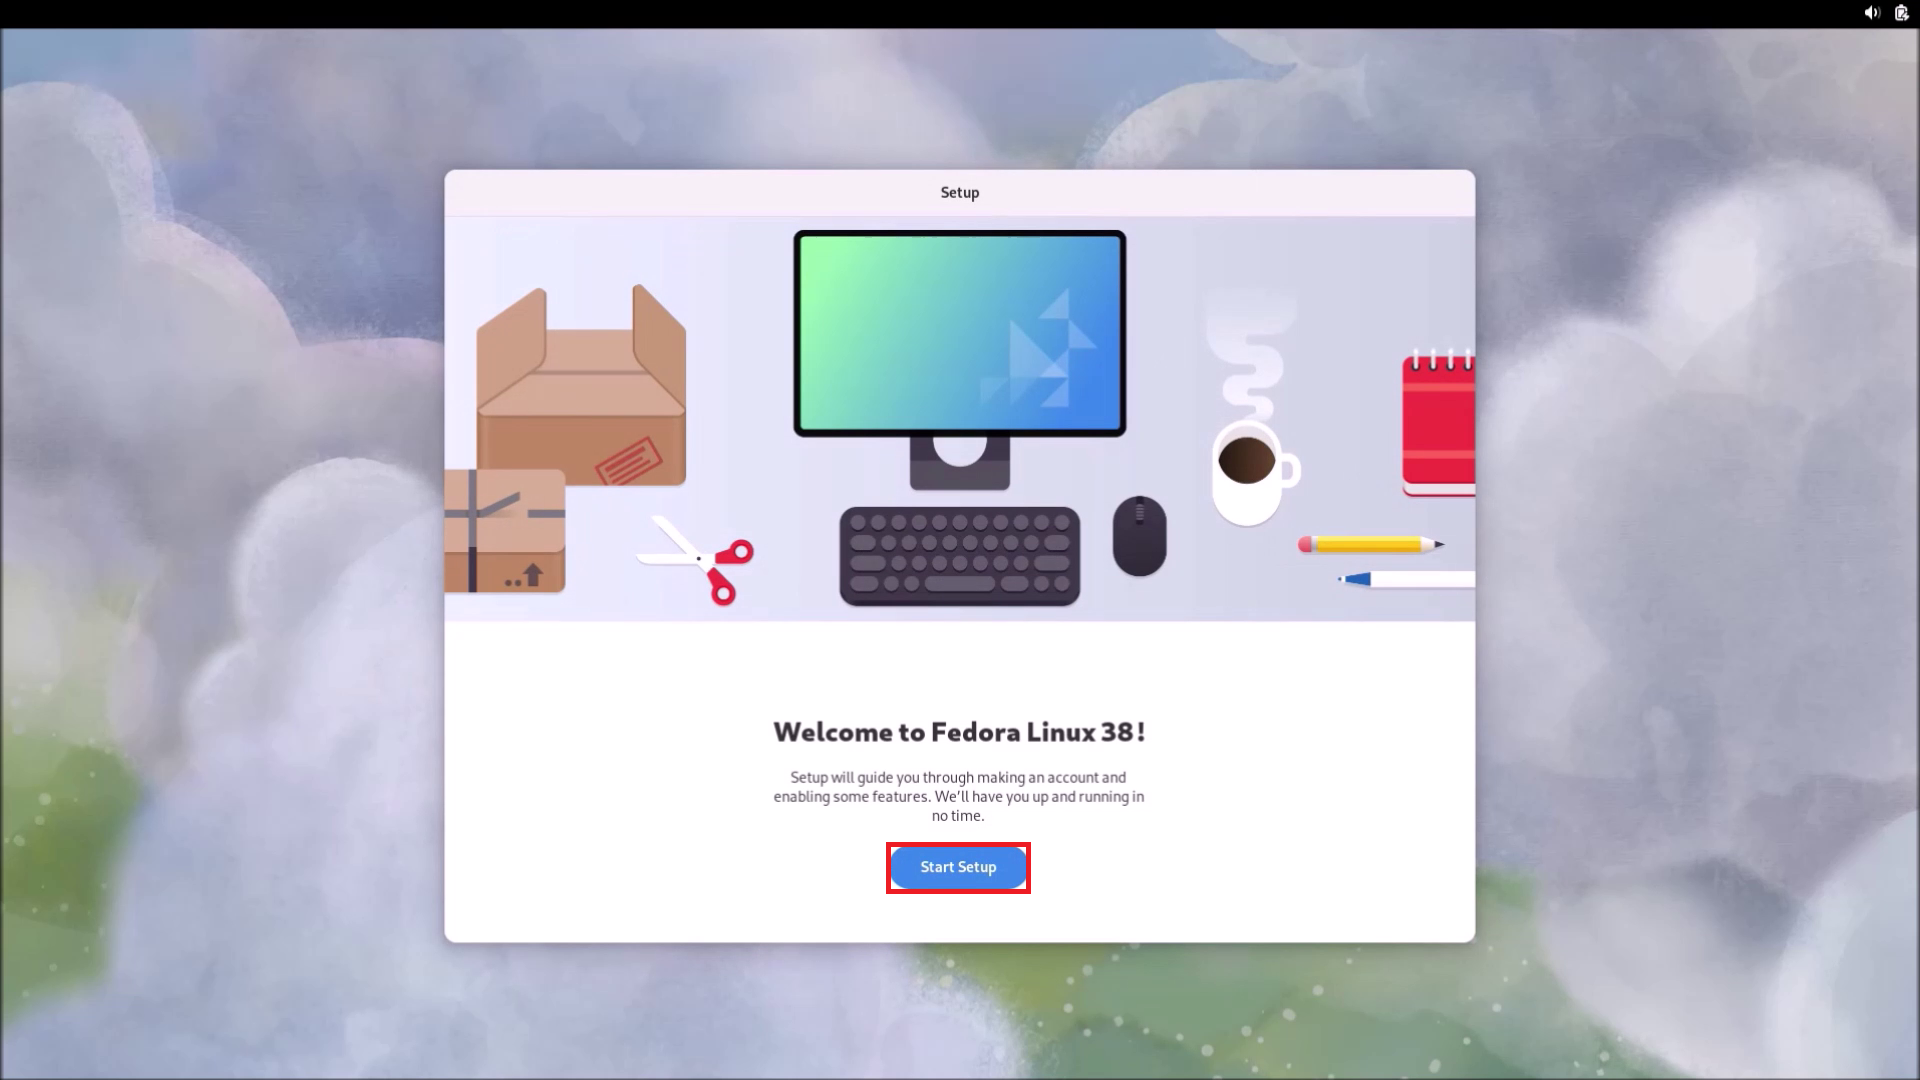 Setup
Welcome to Fedora Linux 38!
Setup will guide you through making an account and
enabling some features. We’ll have you up and running in
no time.
Start Setup